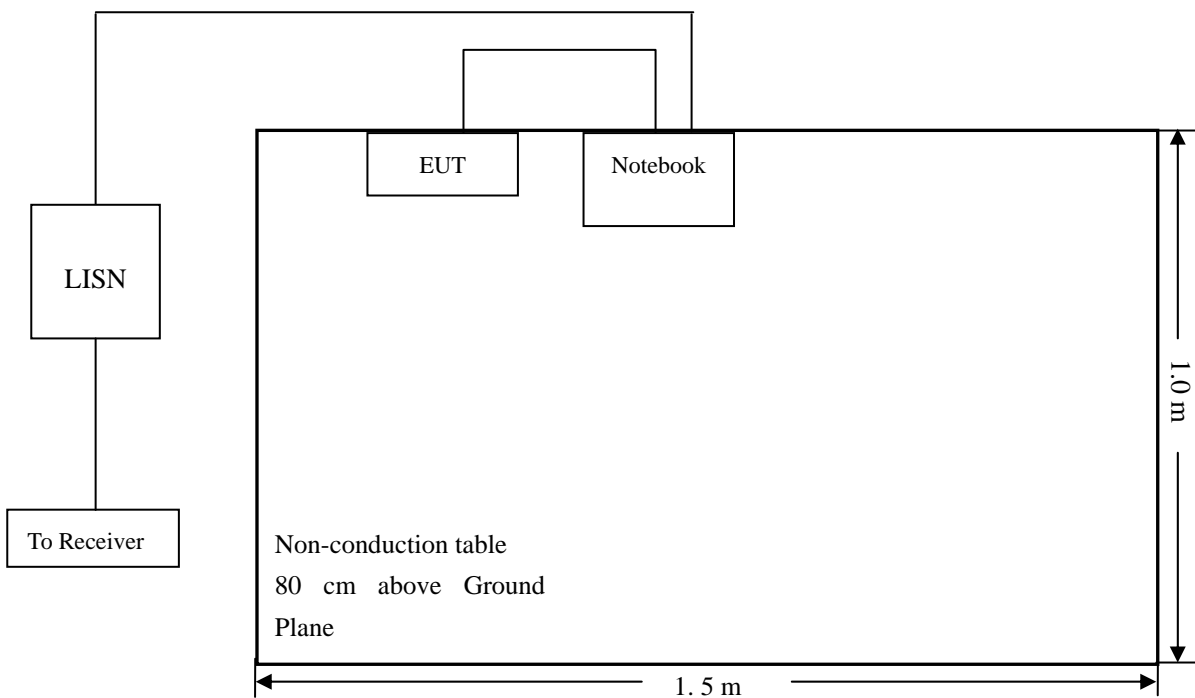 EUT
Notebook
LISN
1.0 m
To Receiver
Non-conduction table
80 cm above Ground
Plane
1. 5 m